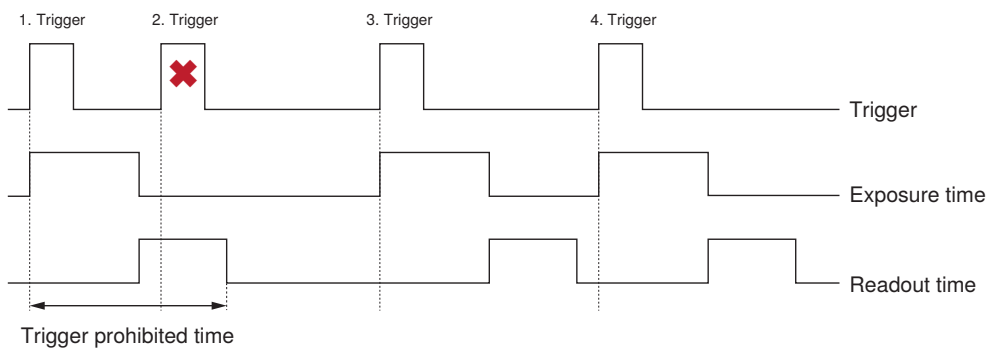 1. Trigger
2. Trigger
3. Trigger
4. Trigger
Trigger
Exposure time
Readout time
Trigger prohibited time